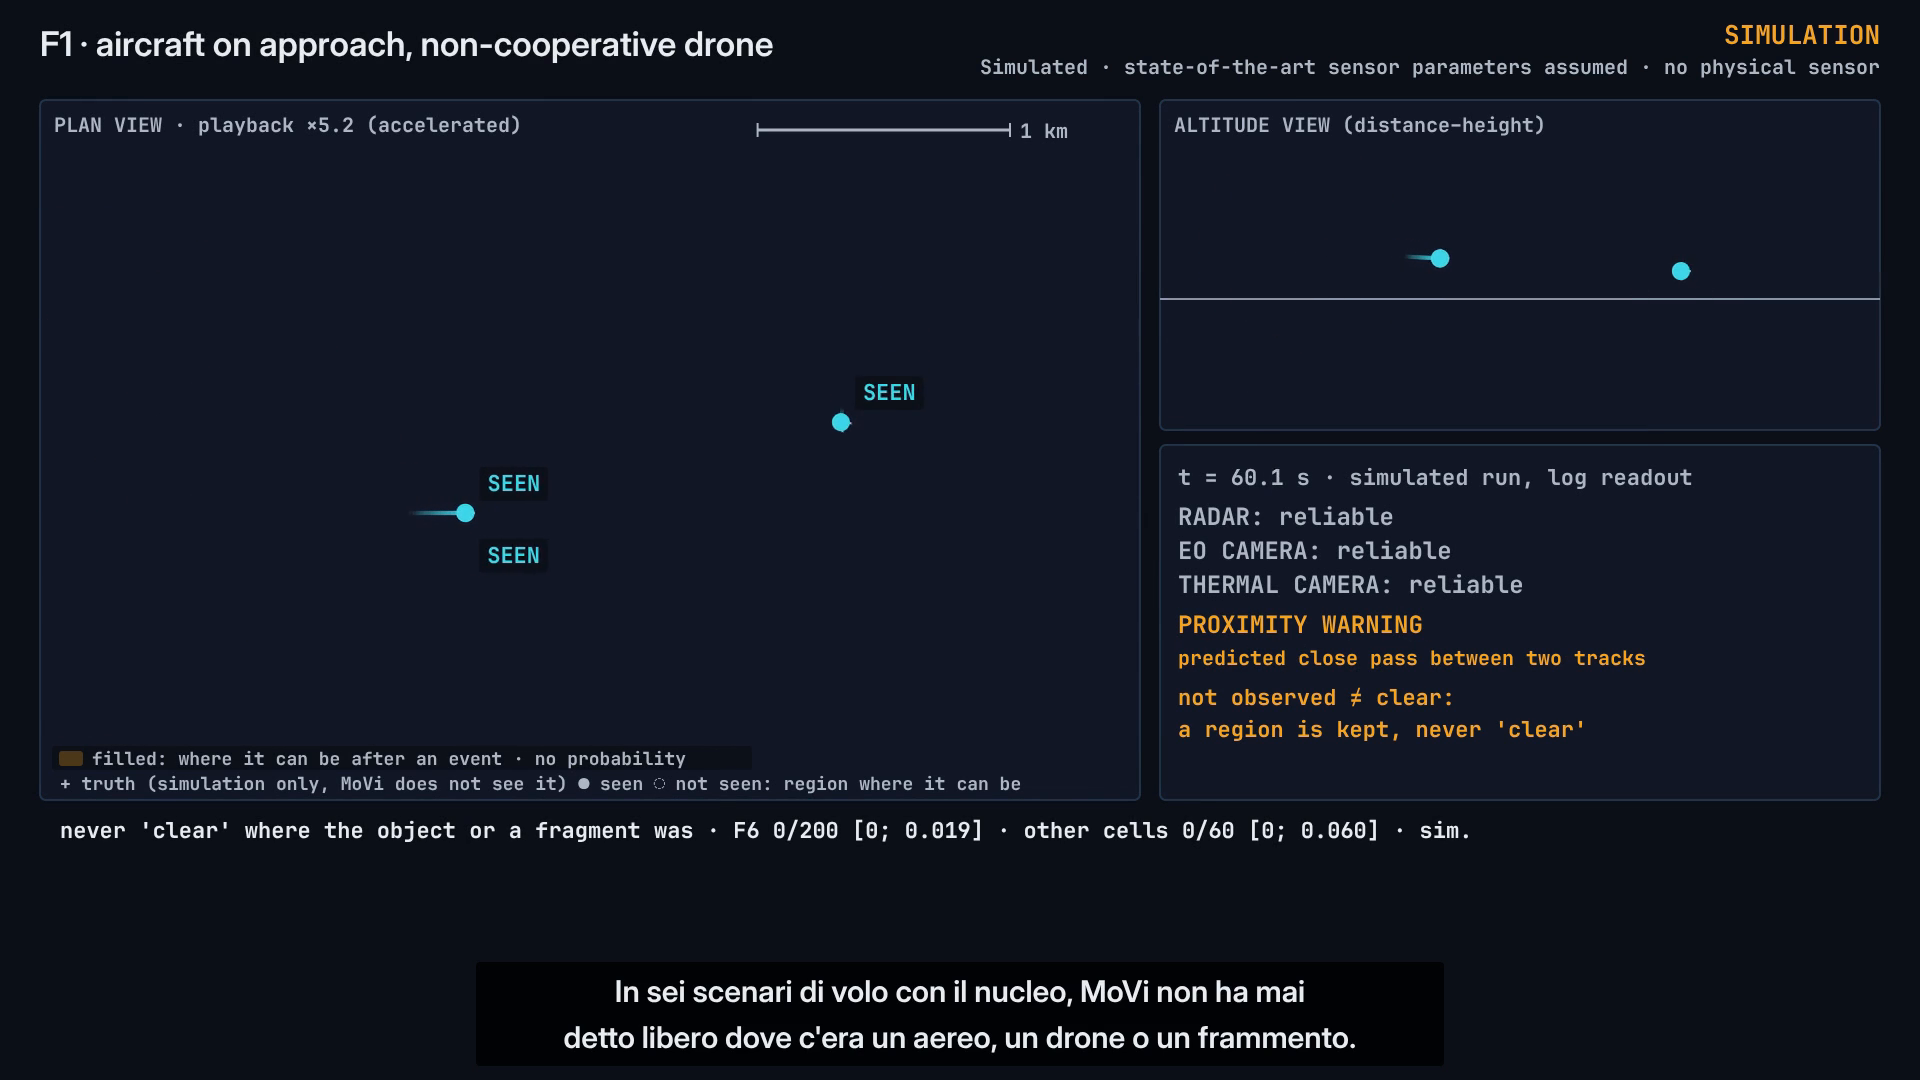 F1 · aircraft on approach, non-cooperative drone
SIMULATION
Simulated · state-of-the-art sensor parameters assumed · no physical sensor
PLAN VIEW · playback ×5.2 (accelerated)
1 km
SEEN
SEEN
SEEN
filled: where it can be after an event · no probability
+ truth (simulation only, MoVi does not see it) ● seen ◌ not seen: region where it can be
ALTITUDE VIEW (distance-height)
t = 60.1 s · simulated run, log readout
RADAR: reliable
EO CAMERA: reliable
THERMAL CAMERA: reliable
PROXIMITY WARNING
predicted close pass between two tracks
not observed ≠ clear:
a region is kept, never 'clear'
never 'clear' where the object or a fragment was · F6 0/200 [0; 0.019] · other cells 0/60 [0; 0.060] · sim.
In sei scenari di volo con il nucleo, MoVi non ha mai
detto libero dove c'era un aereo, un drone o un frammento.